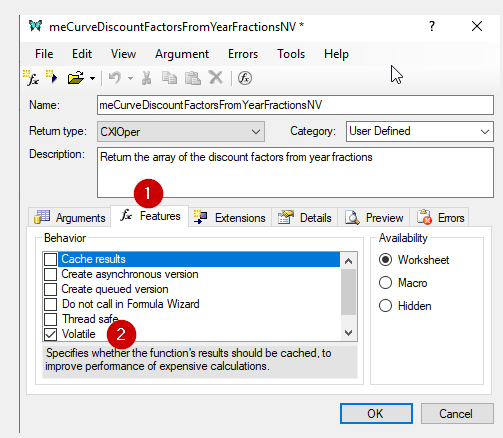 meCurveDiscountFactorsFromYearFractionsNV *
?
File Edit View Argument Errors Tools Help
Name: meCurveDiscountFactorsFromYearFractionsNV
Return type: CXlOper Category: User Defined
Description: Return the array of the discount factors from year fractions
1
Arguments fx Features Extensions Details Preview Errors
Behavior Availability
Cache results
Create asynchronous version
Create queued version
Do not call in Formula Wizard
Thread safe
Volatile 2
Worksheet
Macro
Hidden
Specifies whether the function's results should be cached, to
improve performance of expensive calculations.
OK Cancel